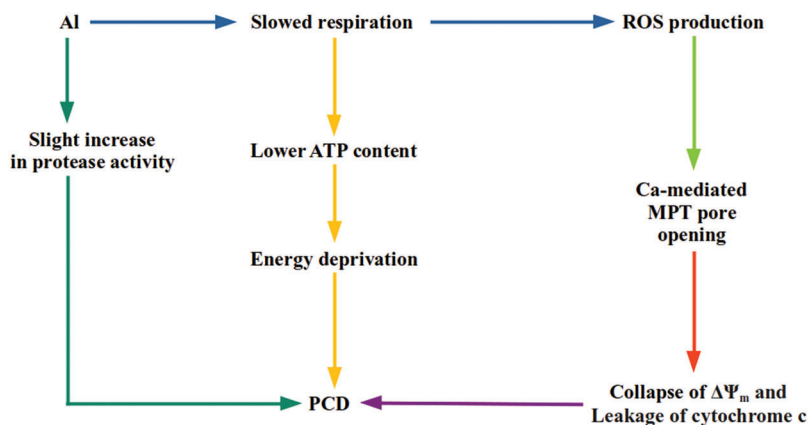 Al
Slowed respiration
ROS production
Slight increase
in protease activity
Lower ATP content
Ca-mediated
MPT pore
opening
Energy deprivation
PCD
Collapse of ΔΨm and
Leakage of cytochrome c